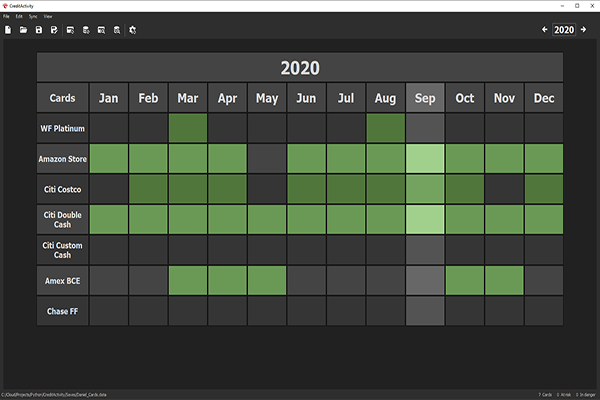 CreditActivity
File Edit Sync View
2020
2020
Cards Jan Feb Mar Apr May Jun Jul Aug Sep Oct Nov Dec
WF Platinum
Amazon Store
Citi Costco
Citi Double
Cash
Citi Custom
Cash
Amex BCE
Chase FF
C:/Cloud/Projects/Python/CreditActivity/Saves/Daniel_Cards.data 7 Cards 0 At risk 0 In danger